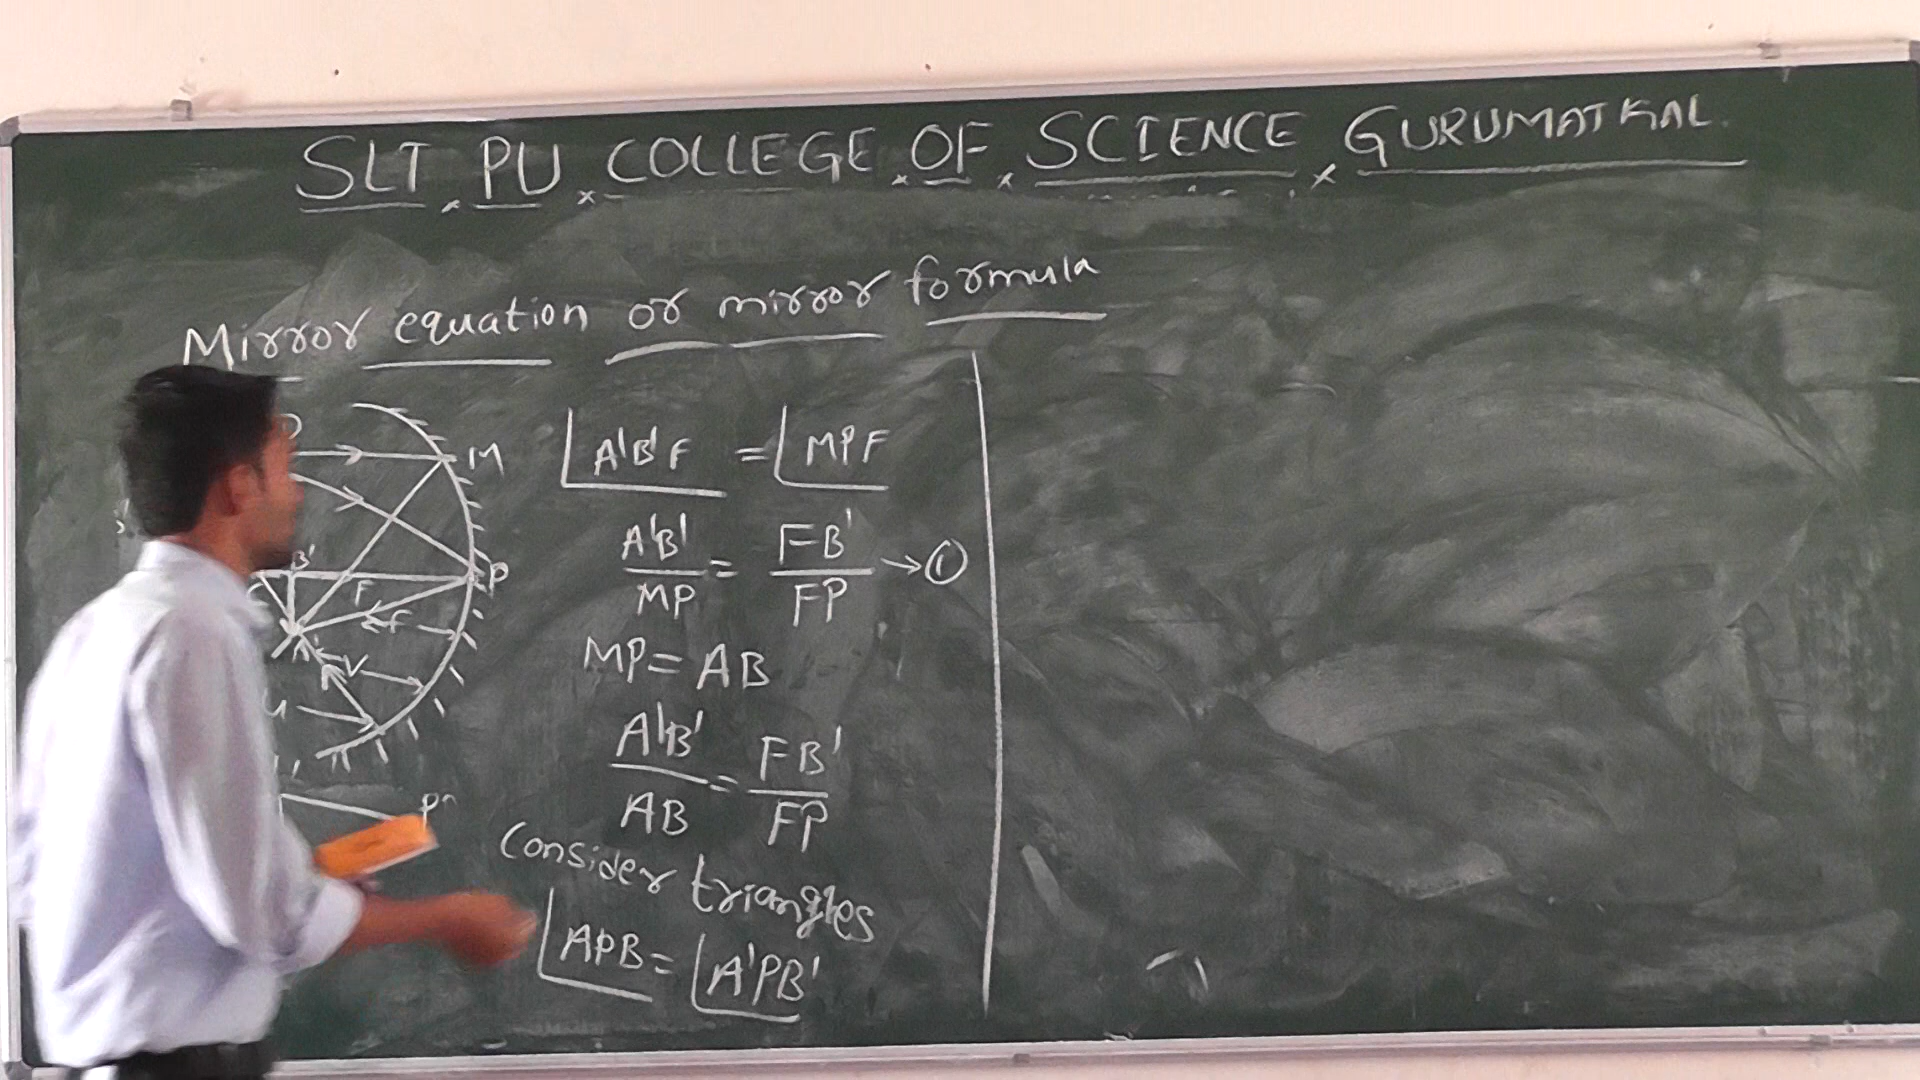 SLT PU COLLEGE OF SCIENCE GURUMATKAL.
Mirror equation or mirror formula
M
B'
P
F
f
V
u
A'B'F = MPF
A'B'/MP = FB'/FP → ①
MP = AB
A'B'/AB = FB'/FP
Consider triangles
APB = A'PB'